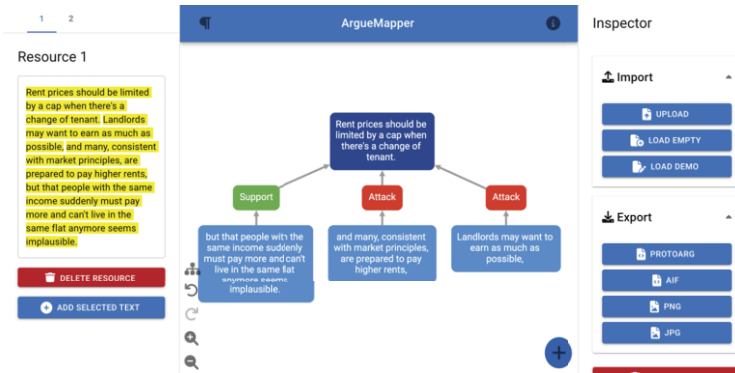 1 2
Resource 1
Rent prices should be limited
by a cap when there's a
change of tenant. Landlords
may want to earn as much as
possible, and many, consistent
with market principles, are
prepared to pay higher rents,
but that people with the same
income suddenly must pay
more and can't live in the
same flat anymore seems
implausible.
DELETE RESOURCE
ADD SELECTED TEXT
ArgueMapper
Rent prices should be
limited by a cap when
there's a change of
tenant.
Support
Attack
Attack
but that people with the
same income suddenly
must pay more and can't
live in the same flat
anymore seems
implausible.
and many, consistent
with market principles,
are prepared to pay
higher rents,
Landlords may want to
earn as much as
possible,
Inspector
Import
UPLOAD
LOAD EMPTY
LOAD DEMO
Export
PROTOARG
AIF
PNG
JPG